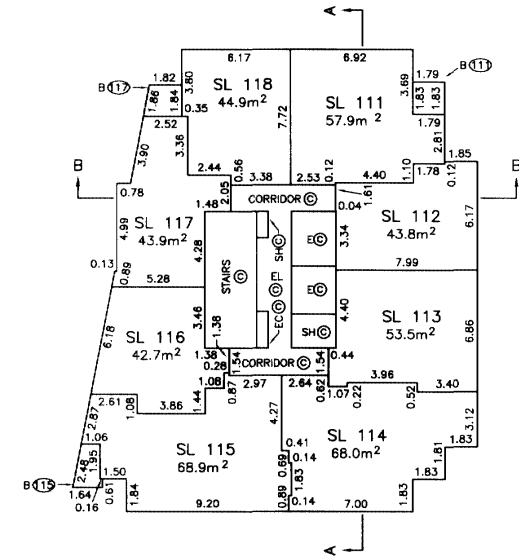 A
6.17
6.92
1.79
B 111
B 117
1.82
3.80
3.69
1.86
1.84
0.35
SL 118
44.9m²
7.72
SL 111
57.9m²
1.83
1.83
1.79
2.52
3.36
2.81
3.90
2.44
0.56
3.38
2.53
0.12
4.40
1.10
1.78
0.12
1.85
B
B
0.78
2.05
CORRIDOR C
1.61
1.48
0.04
SL 117
43.9m²
4.99
4.28
SL 112
43.8m²
3.34
6.17
SH C
E C
0.13
0.89
5.28
STAIRS C
EL C
7.99
E C
4.40
6.18
3.46
1.38
EC C
SH C
SL 113
53.5m²
6.86
SL 116
42.7m²
1.38
0.28
1.54
CORRIDOR C
1.54
0.44
1.08
0.87
2.97
2.64
0.62
1.07
0.22
3.96
0.52
3.40
2.61
1.08
3.86
1.44
2.87
4.27
3.12
1.06
SL 115
68.9m²
0.41
0.14
0.69
SL 114
68.0m²
1.83
1.81
2.48
1.95
1.50
1.83
1.83
B 115
1.64
0.16
0.61
1.84
9.20
0.89
0.14
7.00
1.83
A